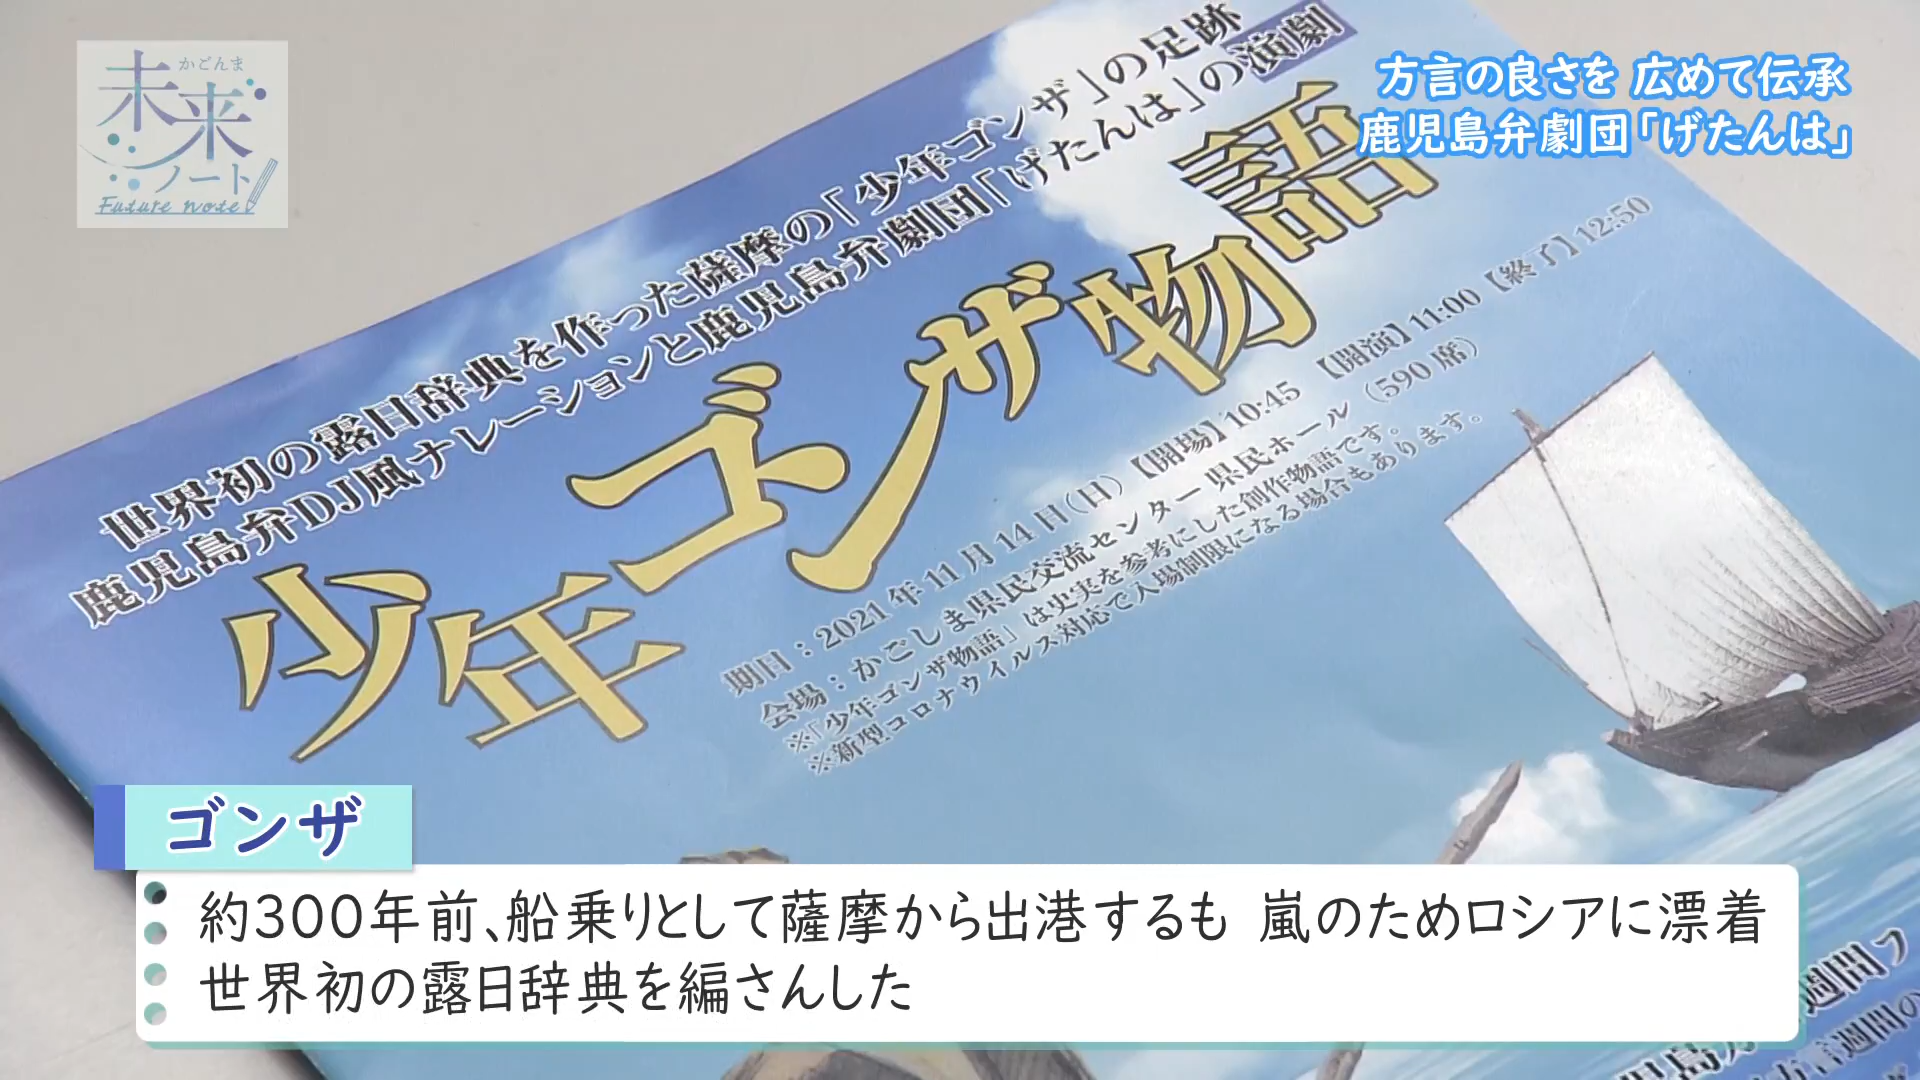 かごんま
未来
ノート
Future note
方言の良さを 広めて伝承
鹿児島弁劇団「げたんは」
世界初の露日辞典を作った薩摩の「少年ゴンザ」の足跡
鹿児島弁DJ風ナレーションと鹿児島弁劇団「げたんは」の演劇
少年ゴンザ物語
期日：2021年11月14日(日)【開場】10:45 【開演】11:00【終了】12:50
会場：かごしま県民交流センター県民ホール（590席）
※「少年ゴンザ物語」は史実を参考にした創作物語です。
※新型コロナウイルス対応で入場制限になる場合もあります。
ゴンザ
約300年前、船乗りとして薩摩から出港するも 嵐のためロシアに漂着
世界初の露日辞典を編さんした
週間フ
言週間の